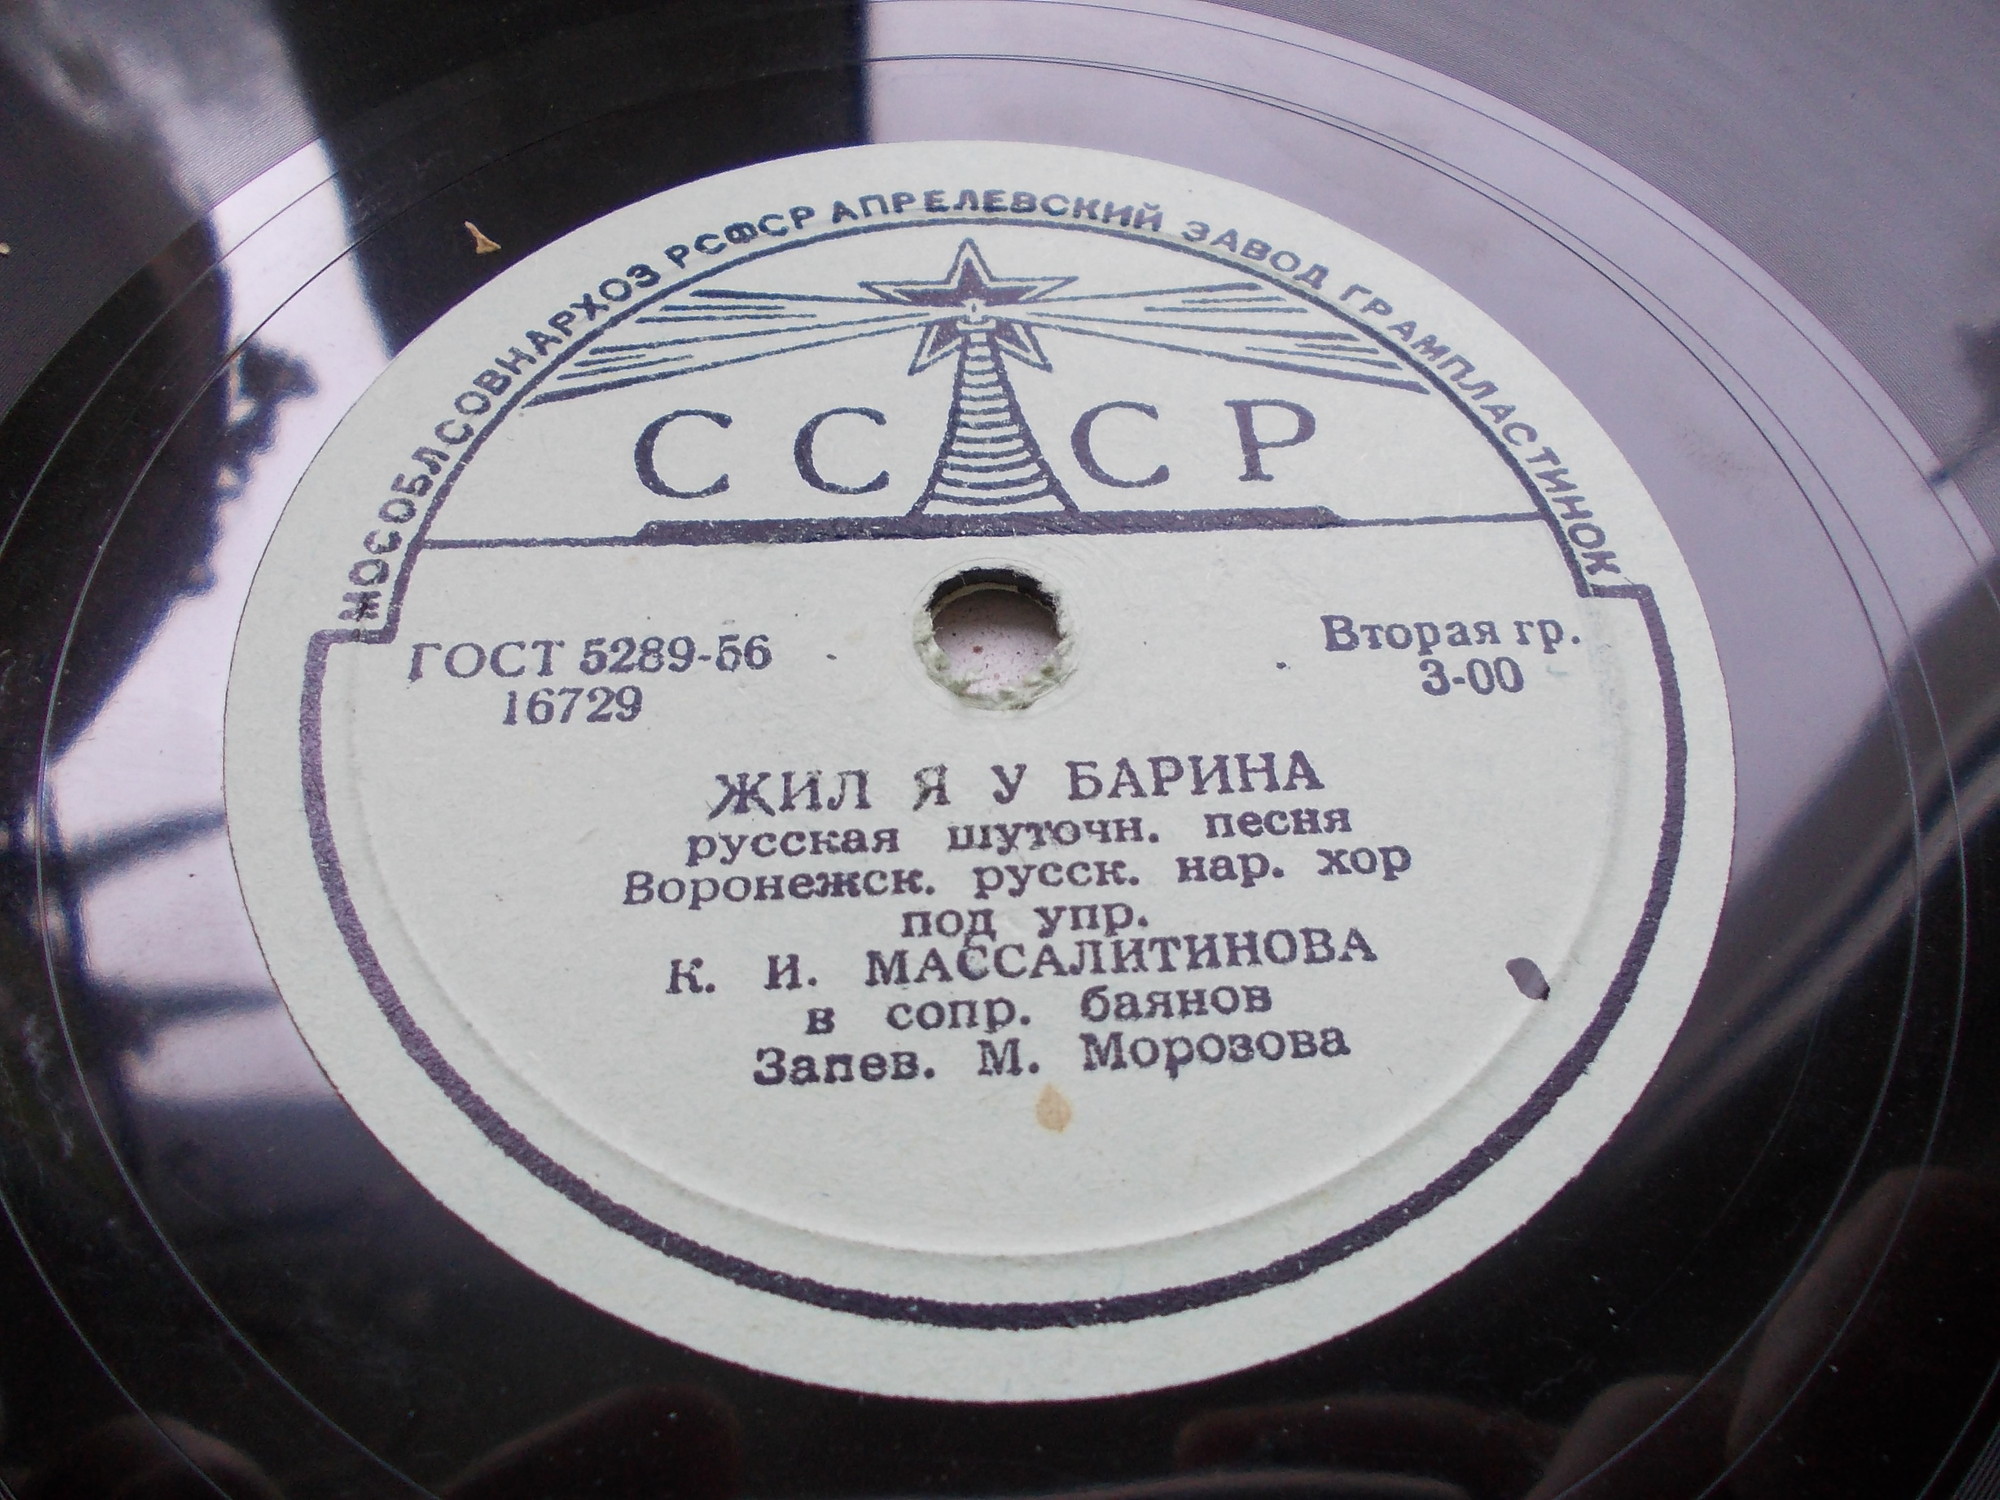 МОСОБЛСОВНАРХОЗ РСФСР АПРЕЛЕВСКИЙ ЗАВОД ГРАМПЛАСТИНОК
СССР
ГОСТ 5289-56
16729
Вторая гр.
3-00
ЖИЛ Я У БАРИНА
русская шуточн. песня
Воронежск. русск. нар. хор
под упр.
К. И. МАССАЛИТИНОВА
в сопр. баянов
Запев. М. Морозова